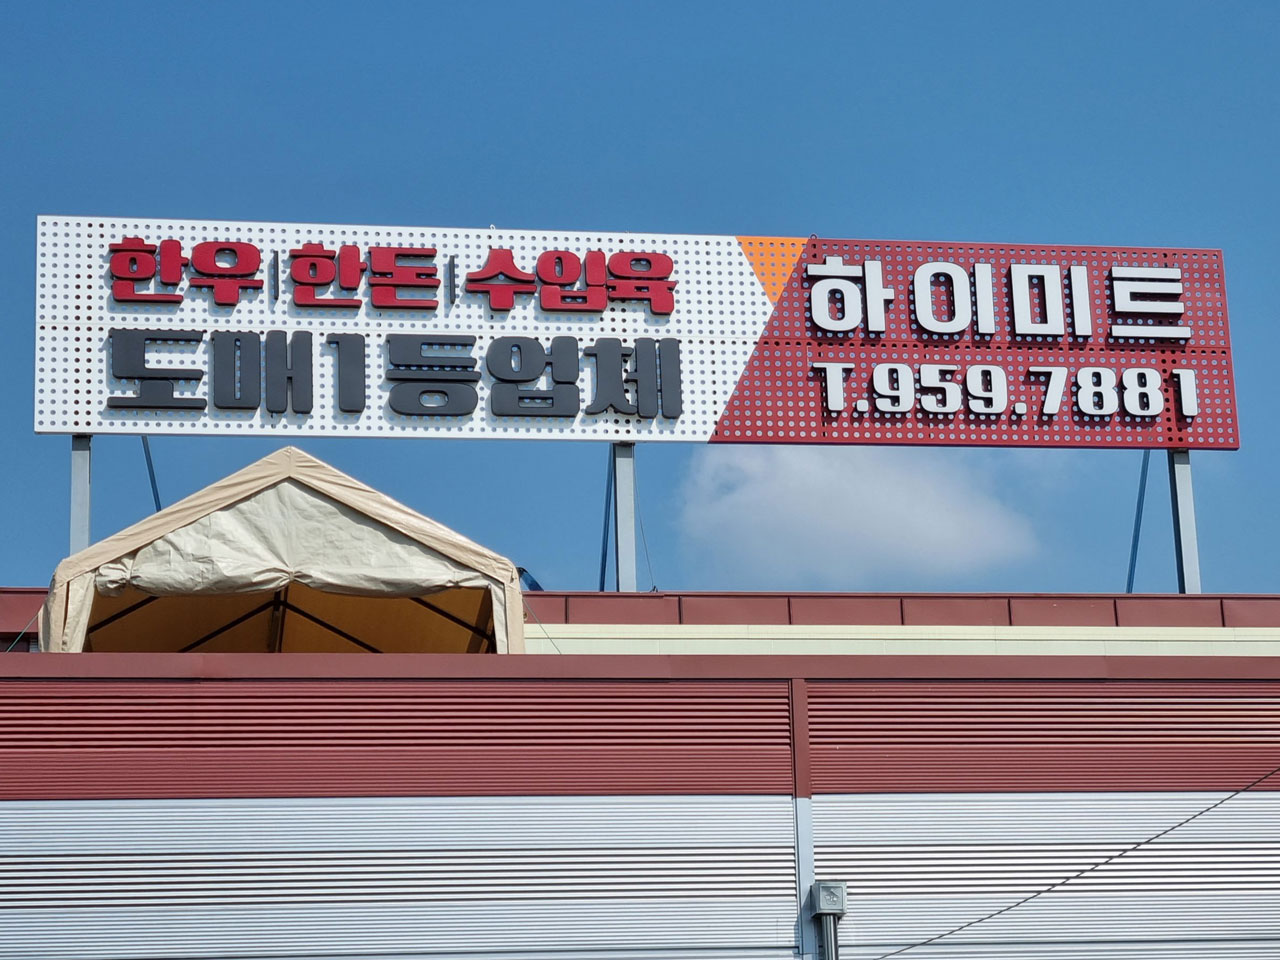 한우|한돈|수입육
도매1등업체
하이미트
T.959.7881